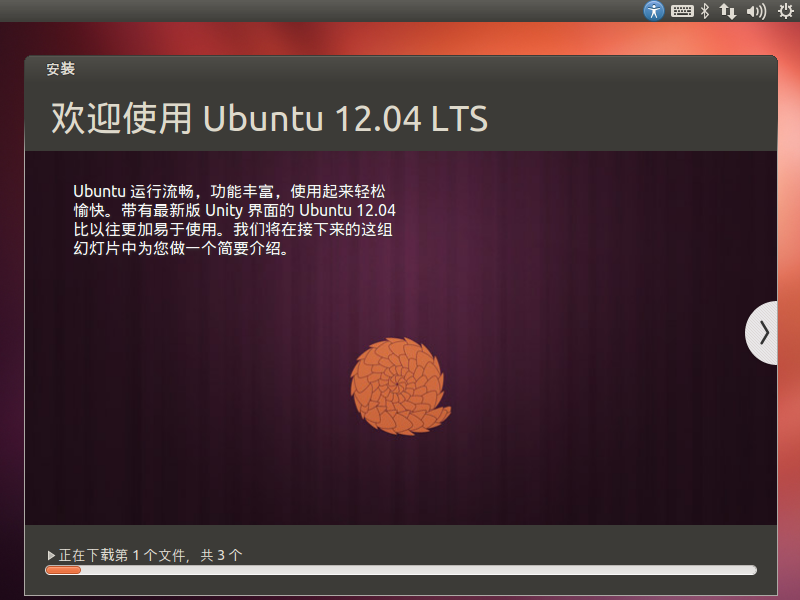 安装
欢迎使用 Ubuntu 12.04 LTS
Ubuntu 运行流畅，功能丰富，使用起来轻松
愉快。带有最新版 Unity 界面的 Ubuntu 12.04
比以往更加易于使用。我们将在接下来的这组
幻灯片中为您做一个简要介绍。
正在下载第 1 个文件，共 3 个